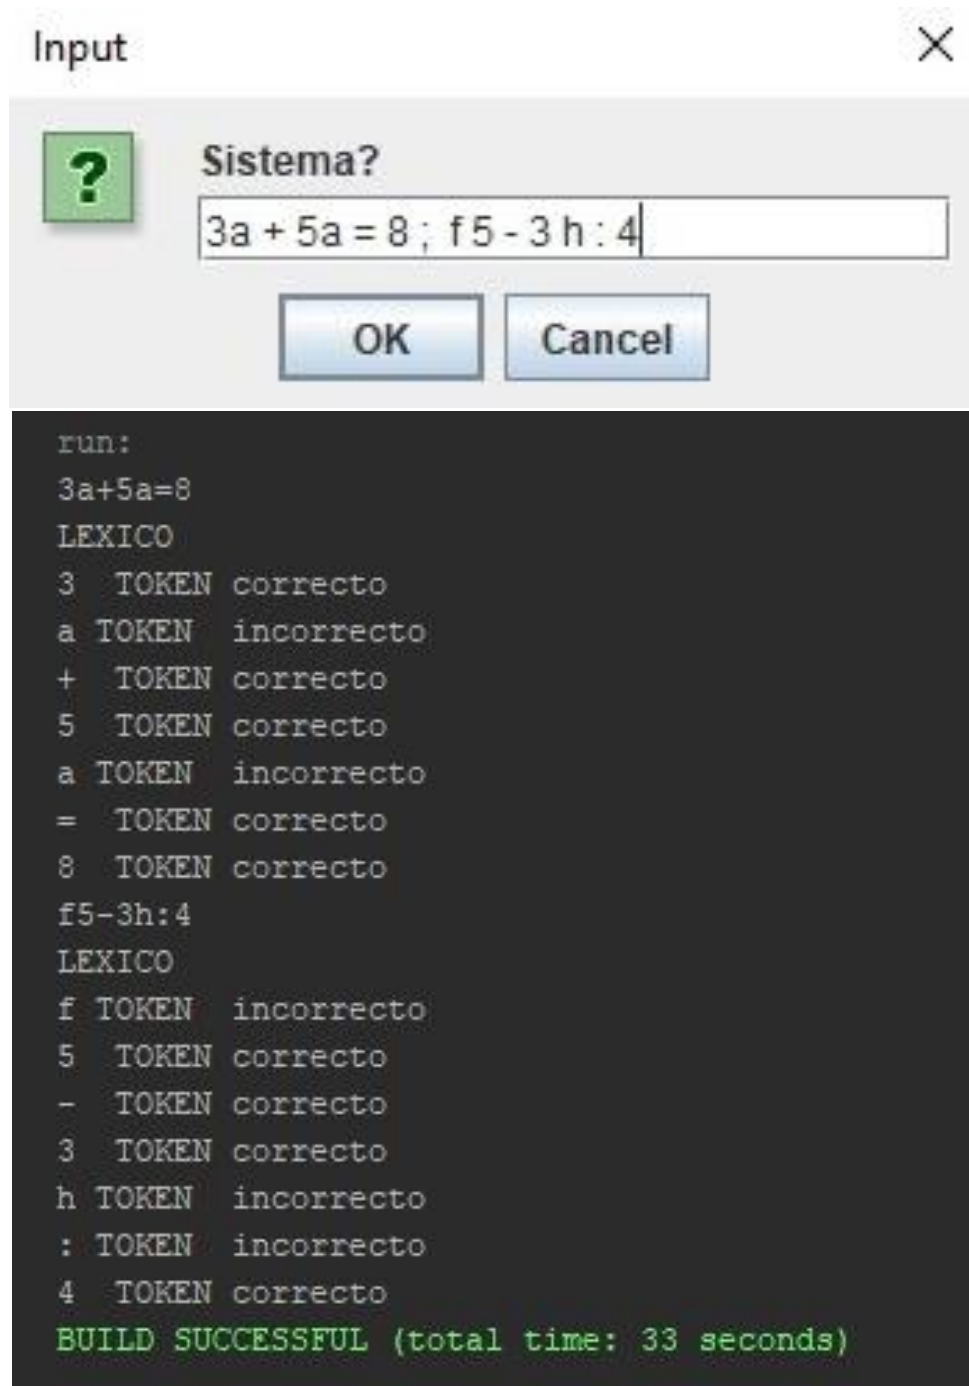 Input
?
Sistema?
3a + 5a = 8 ; f 5 - 3 h : 4
OK Cancel
run:
3a+5a=8
LEXICO
3  TOKEN correcto
a TOKEN  incorrecto
+  TOKEN correcto
5  TOKEN correcto
a TOKEN  incorrecto
=  TOKEN correcto
8  TOKEN correcto
f5-3h:4
LEXICO
f TOKEN  incorrecto
5  TOKEN correcto
-  TOKEN correcto
3  TOKEN correcto
h TOKEN  incorrecto
: TOKEN  incorrecto
4  TOKEN correcto
BUILD SUCCESSFUL (total time: 33 seconds)